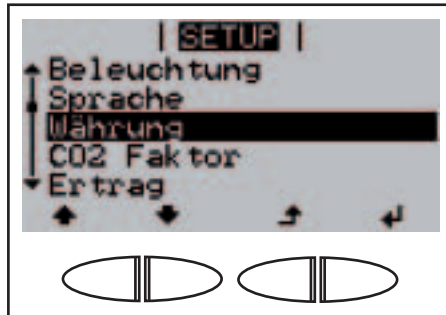 SETUP
Beleuchtung
Sprache
Währung
CO2 Faktor
Ertrag